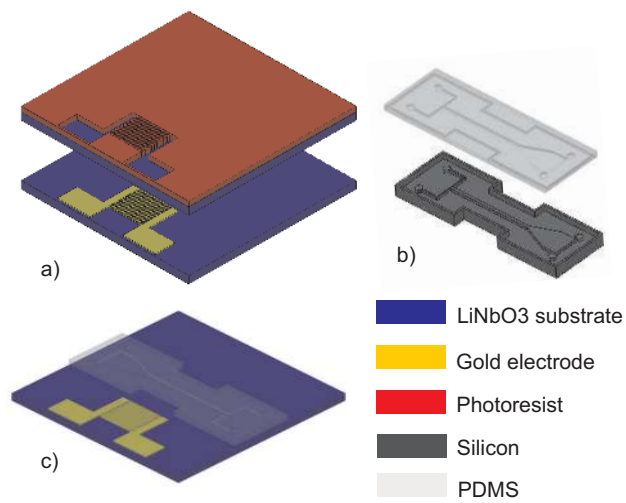 a)
b)
c)
LiNbO3 substrate
Gold electrode
Photoresist
Silicon
PDMS